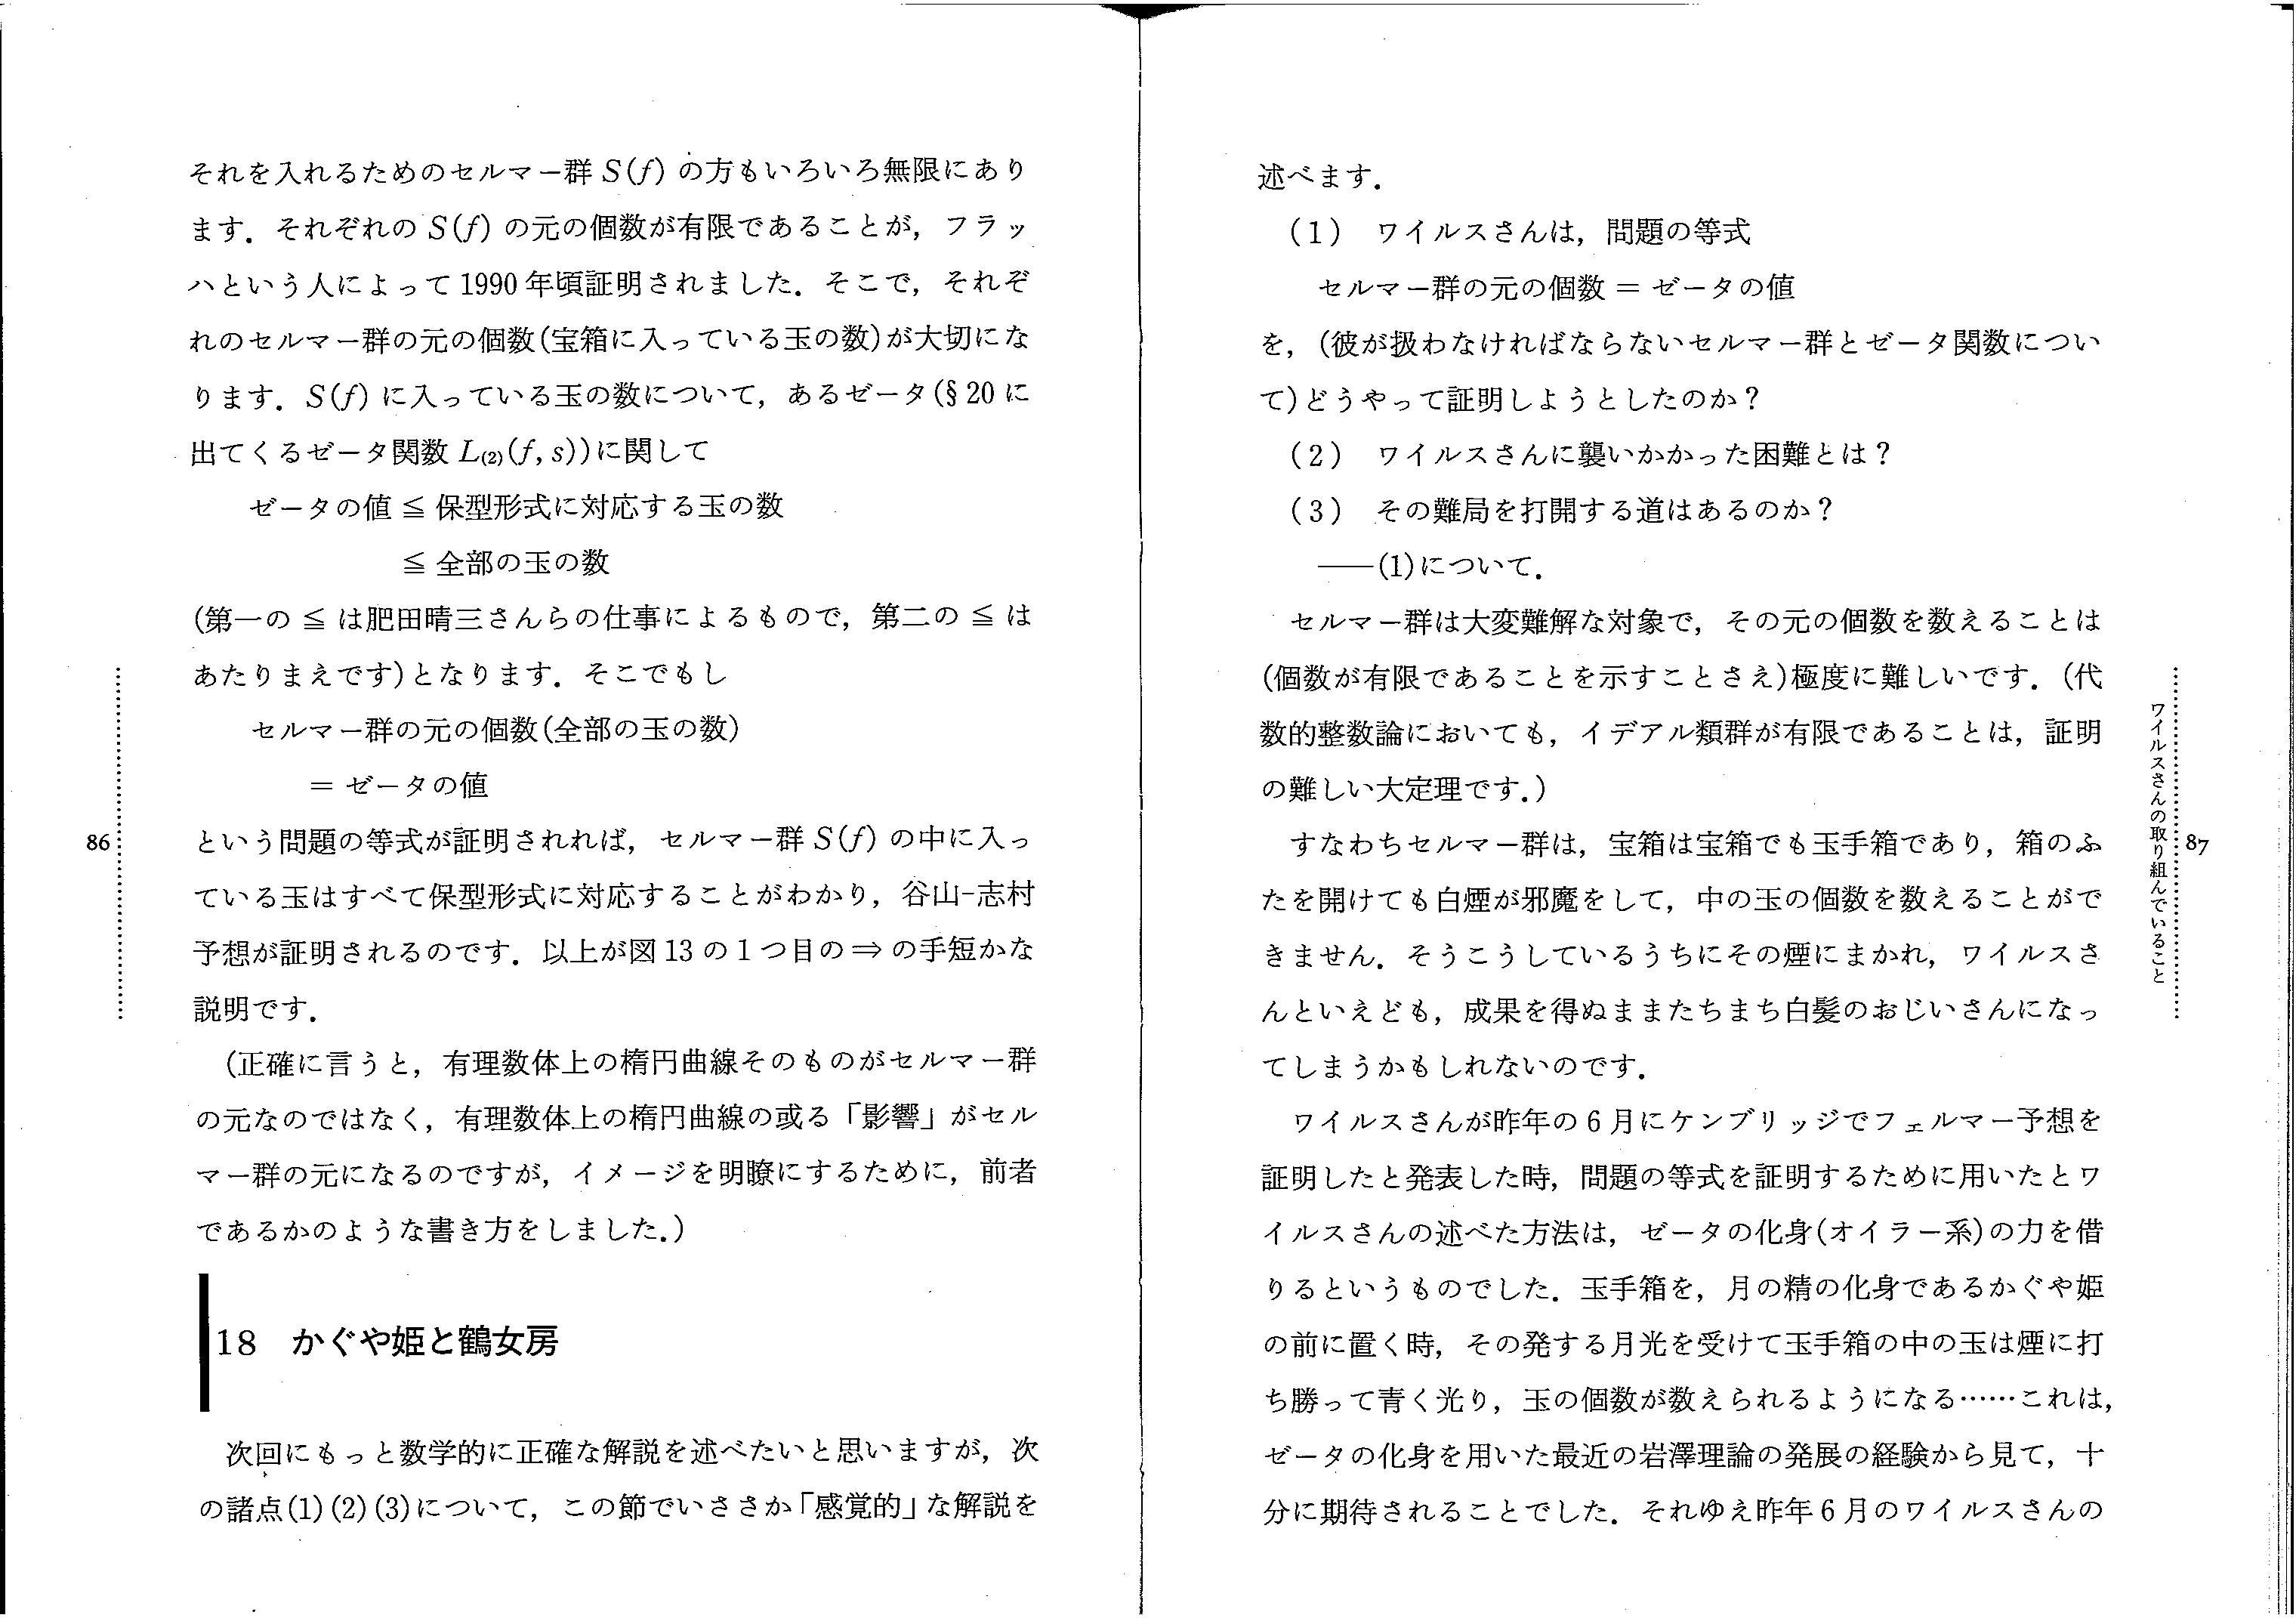 それを入れるためのセルマー群 S(f) の方もいろいろ無限にあり
ます．それぞれの S(f) の元の個数が有限であることが，フラッ
ハという人によって 1990 年頃証明されました．そこで，それぞ
れのセルマー群の元の個数(宝箱に入っている玉の数)が大切にな
ります．S(f) に入っている玉の数について，あるゼータ(§20 に
出てくるゼータ関数 L₍₂₎(f, s))に関して
ゼータの値 ≦ 保型形式に対応する玉の数
≦ 全部の玉の数
(第一の ≦ は肥田晴三さんらの仕事によるもので，第二の ≦ は
あたりまえです)となります．そこでもし
セルマー群の元の個数(全部の玉の数)
＝ ゼータの値
という問題の等式が証明されれば，セルマー群 S(f) の中に入っ
ている玉はすべて保型形式に対応することがわかり，谷山–志村
予想が証明されるのです．以上が図 13 の 1 つ目の ⇒ の手短かな
説明です．
(正確に言うと，有理数体上の楕円曲線そのものがセルマー群
の元なのではなく，有理数体上の楕円曲線の或る「影響」がセル
マー群の元になるのですが，イメージを明瞭にするために，前者
であるかのような書き方をしました．)
18 かぐや姫と鶴女房
次回にもっと数学的に正確な解説を述べたいと思いますが，次
の諸点(1)(2)(3)について，この節でいささか「感覚的」な解説を
86
述べます．
(1) ワイルスさんは，問題の等式
セルマー群の元の個数 ＝ ゼータの値
を，(彼が扱わなければならないセルマー群とゼータ関数につい
て)どうやって証明しようとしたのか？
(2) ワイルスさんに襲いかかった困難とは？
(3) その難局を打開する道はあるのか？
――(1)について．
セルマー群は大変難解な対象で，その元の個数を数えることは
(個数が有限であることを示すことさえ)極度に難しいです．(代
数的整数論においても，イデアル類群が有限であることは，証明
の難しい大定理です．)
すなわちセルマー群は，宝箱は宝箱でも玉手箱であり，箱のふ
たを開けても白煙が邪魔をして，中の玉の個数を数えることがで
きません．そうこうしているうちにその煙にまかれ，ワイルスさ
んといえども，成果を得ぬままたちまち白髪のおじいさんになっ
てしまうかもしれないのです．
ワイルスさんが昨年の 6 月にケンブリッジでフェルマー予想を
証明したと発表した時，問題の等式を証明するために用いたとワ
イルスさんの述べた方法は，ゼータの化身(オイラー系)の力を借
りるというものでした．玉手箱を，月の精の化身であるかぐや姫
の前に置く時，その発する月光を受けて玉手箱の中の玉は煙に打
ち勝って青く光り，玉の個数が数えられるようになる……これは，
ゼータの化身を用いた最近の岩澤理論の発展の経験から見て，十
分に期待されることでした．それゆえ昨年 6 月のワイルスさんの
ワイルスさんの取り組んでいること
87